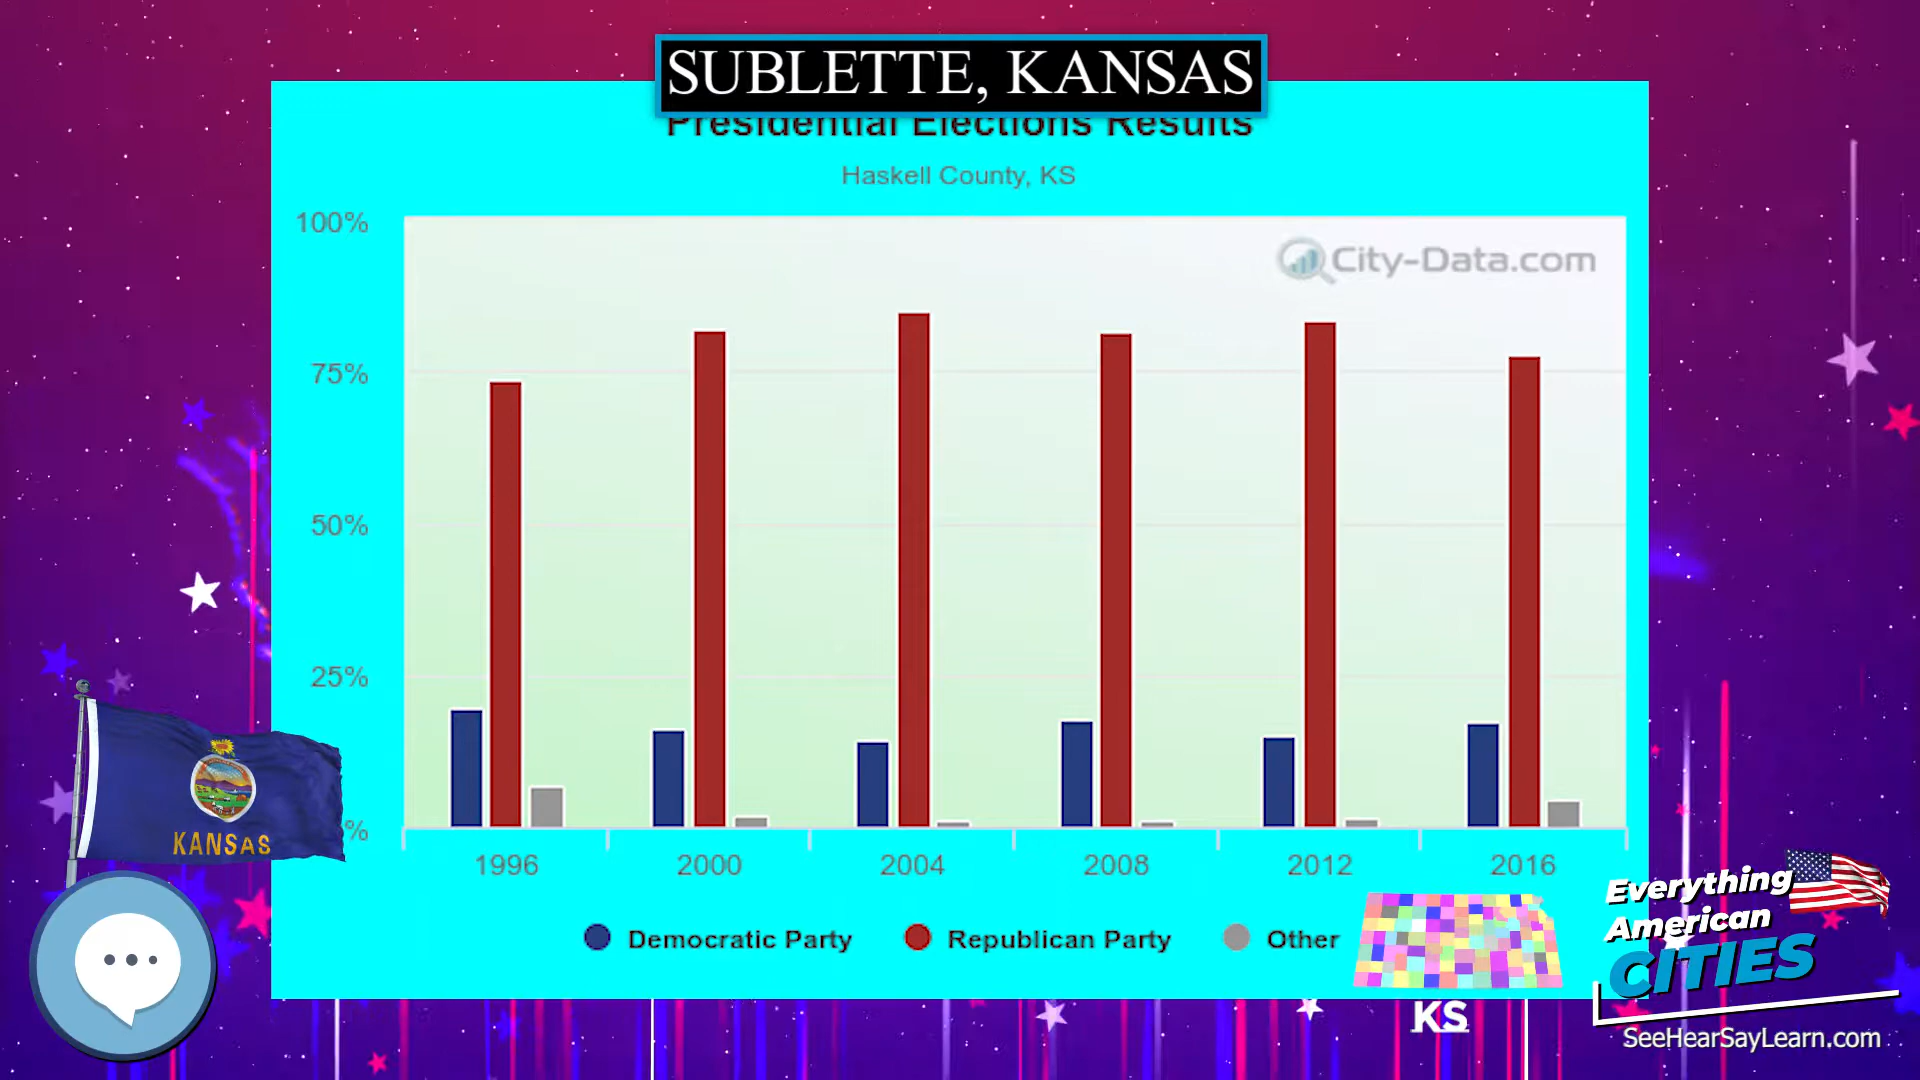 SUBLETTE, KANSAS
Presidential Elections Results
Haskell County, KS
100%
75%
50%
25%
%
City-Data.com
1996 2000 2004 2008 2012 2016
Democratic Party Republican Party Other
KANSAS
KS
Everything
American
CITIES
SeeHearSayLearn.com